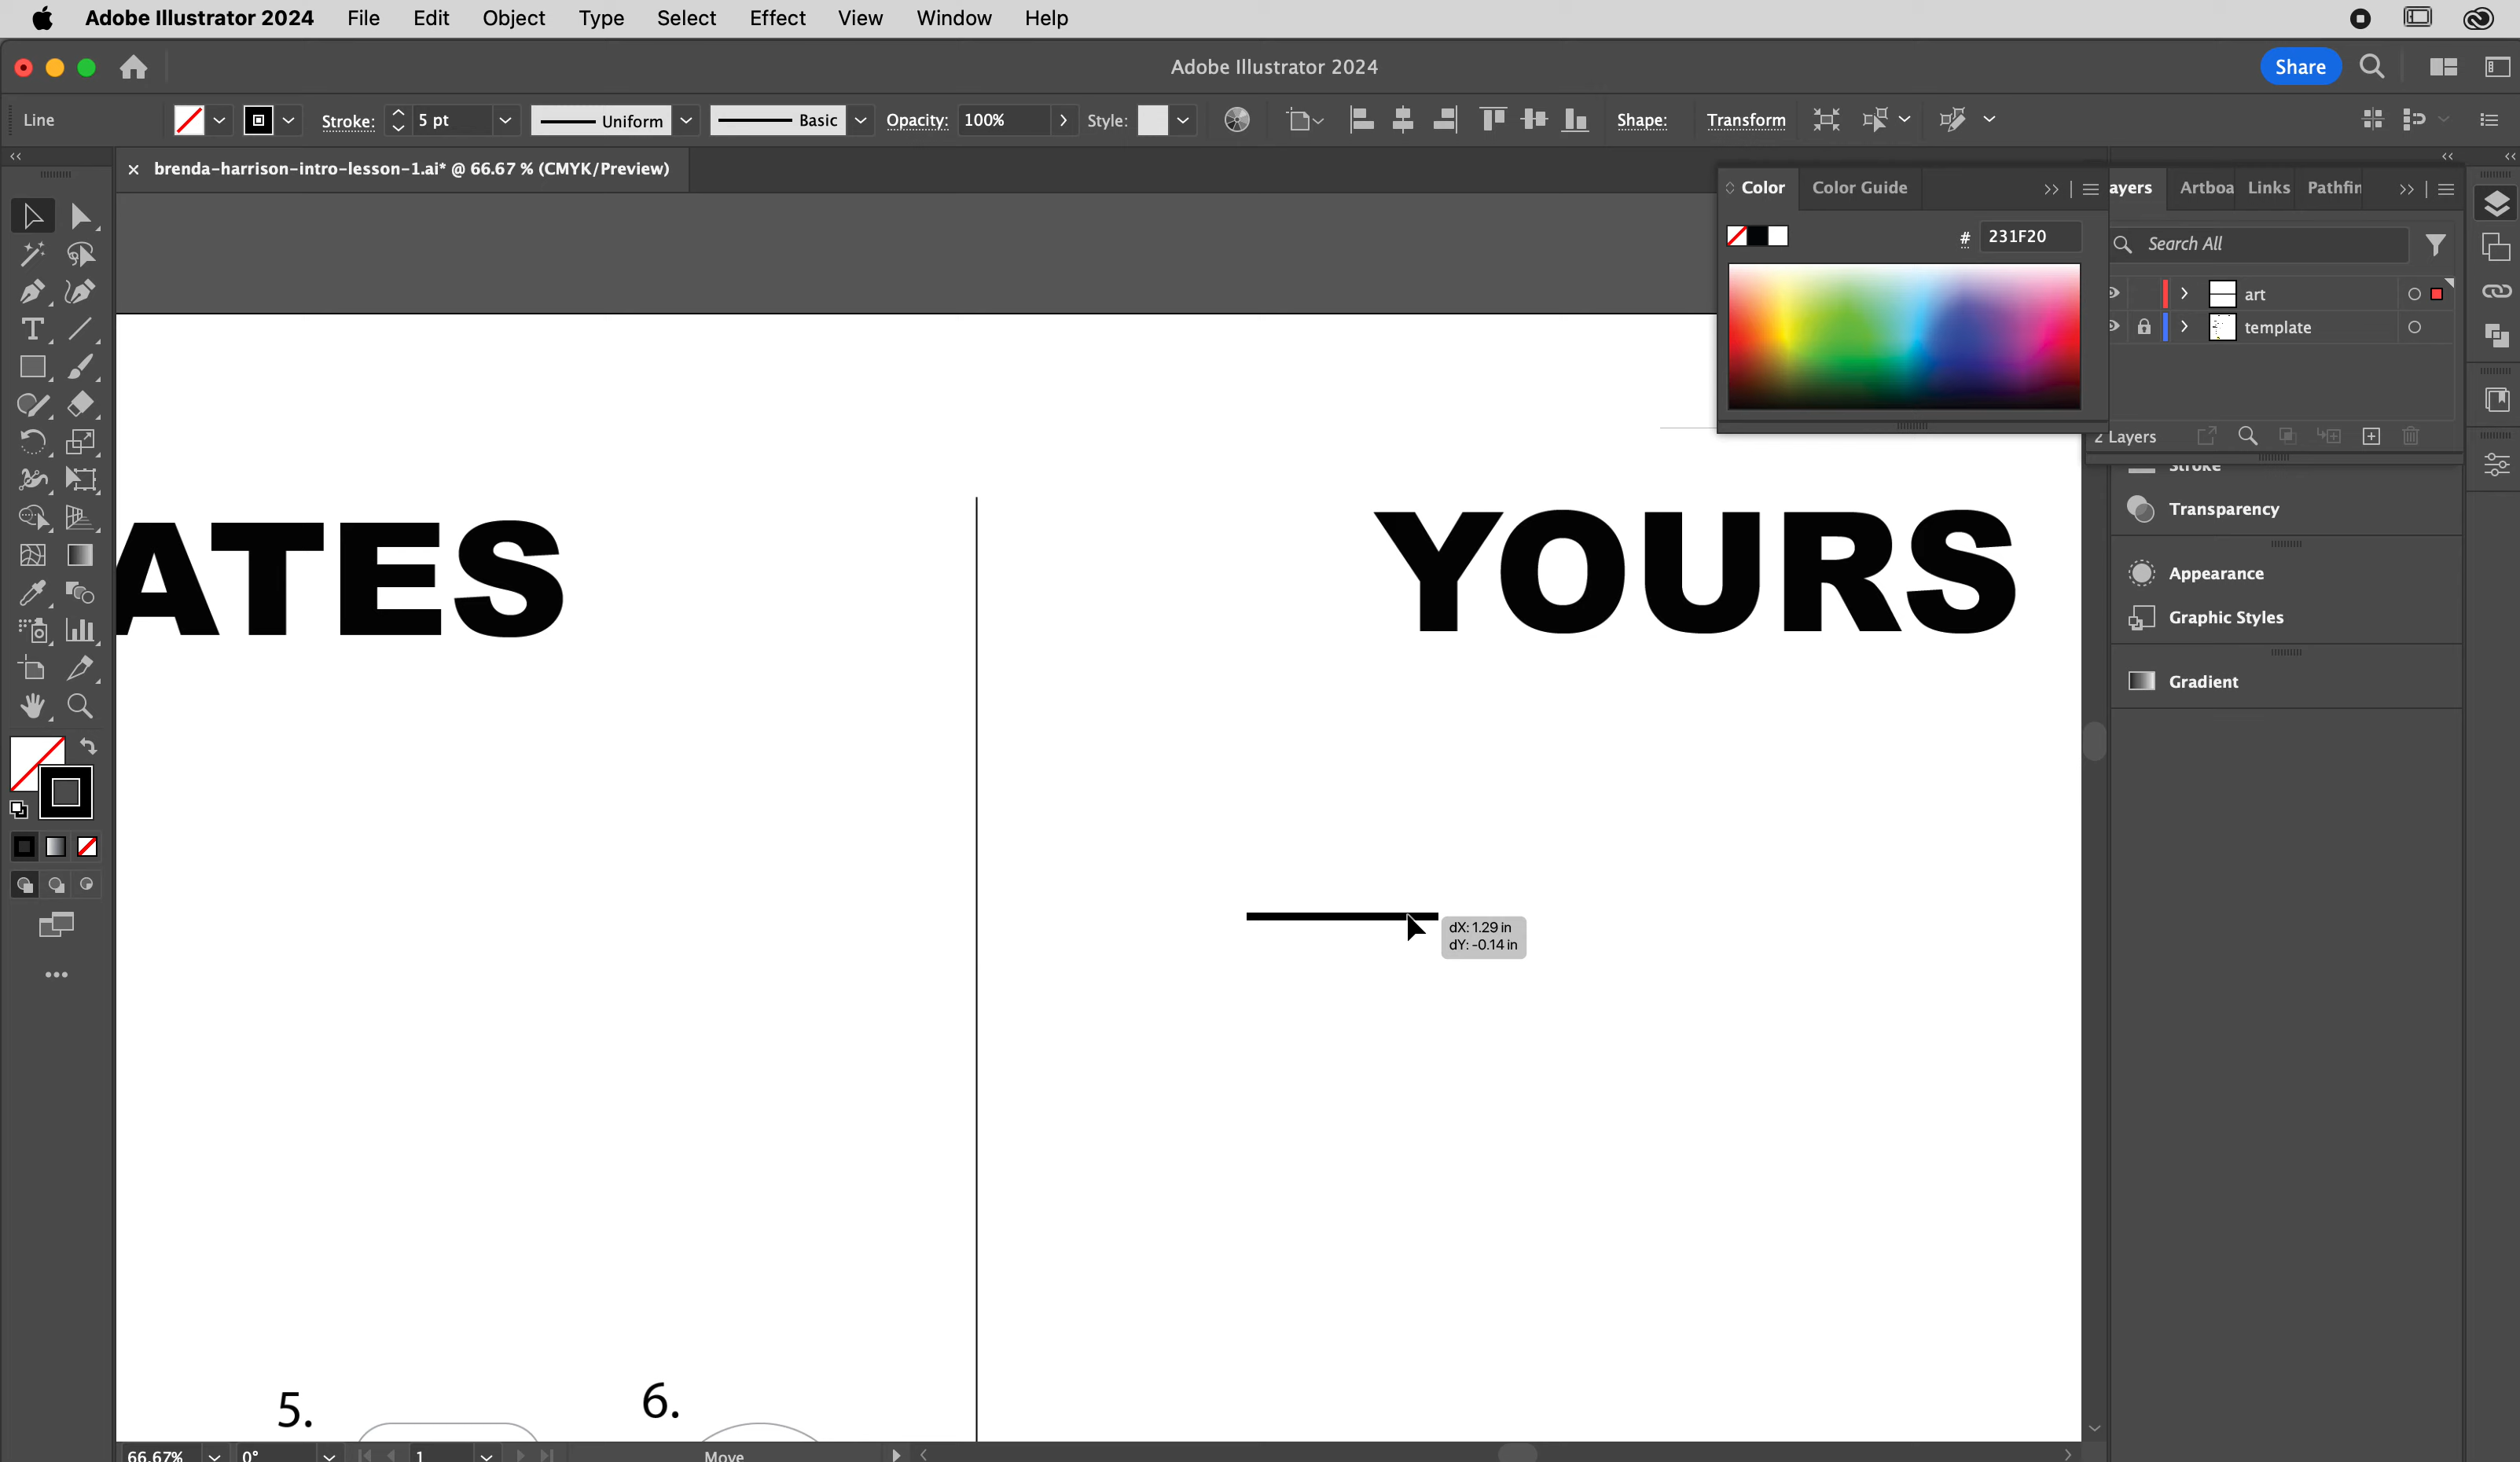 Adobe Illustrator 2024 File Edit Object Type Select Effect View Window Help
Adobe Illustrator 2024 Share
Line Stroke: 5 pt Uniform Basic Opacity: 100% Style: Shape: Transform
brenda-harrison-intro-lesson-1.ai* @ 66.67 % (CMYK/Preview)
Color Color Guide ayers Artboa Links Pathfin
# 231F20
Search All
art
template
2 Layers
Stroke
Transparency
ATES YOURS
Appearance
Graphic Styles
Gradient
dX: 1.29 in
dY: -0.14 in
5. 6.
66.67% 0° 1 Move